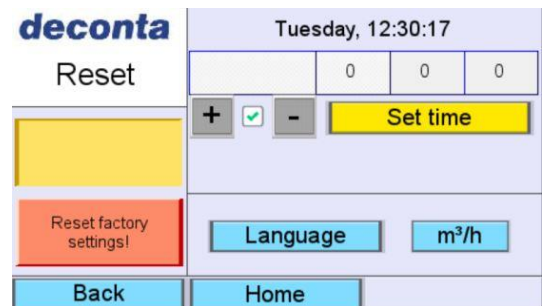 deconta
Tuesday, 12:30:17
Reset
0 0 0
+ -
Set time
Reset factory
settings!
Language
m³/h
Back
Home